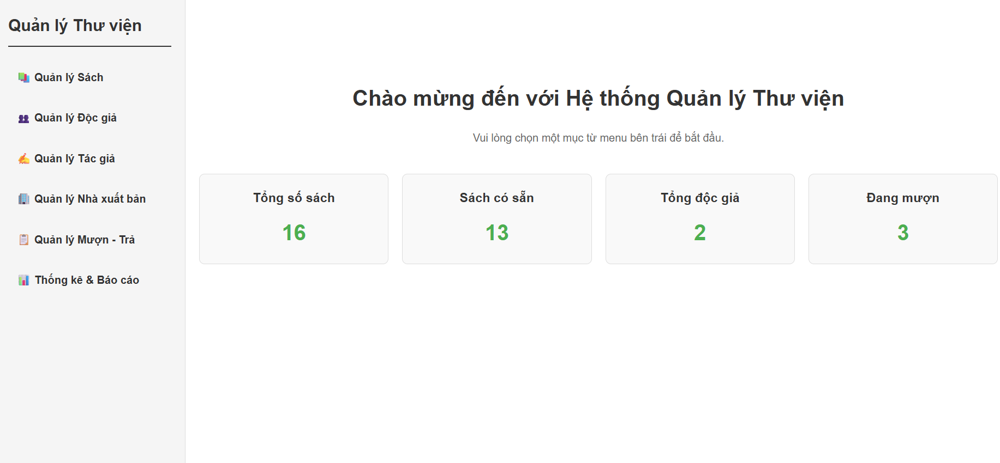 Quản lý Thư viện
Quản lý Sách
Quản lý Độc giả
Quản lý Tác giả
Quản lý Nhà xuất bản
Quản lý Mượn - Trả
Thống kê & Báo cáo
Chào mừng đến với Hệ thống Quản lý Thư viện
Vui lòng chọn một mục từ menu bên trái để bắt đầu.
Tổng số sách
16
Sách có sẵn
13
Tổng độc giả
2
Đang mượn
3